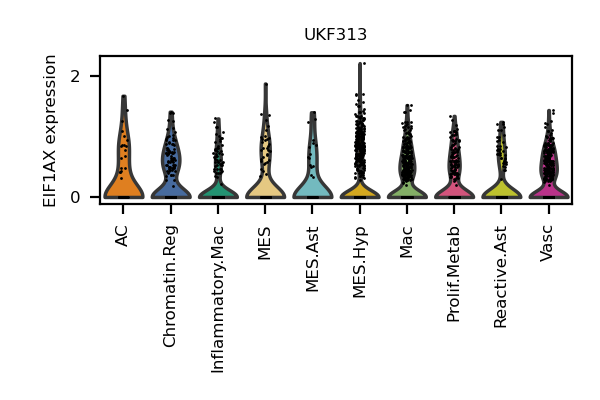 UKF313
EIF1AX expression
2
0
AC
Chromatin.Reg
Inflammatory.Mac
MES
MES.Ast
MES.Hyp
Mac
Prolif.Metab
Reactive.Ast
Vasc